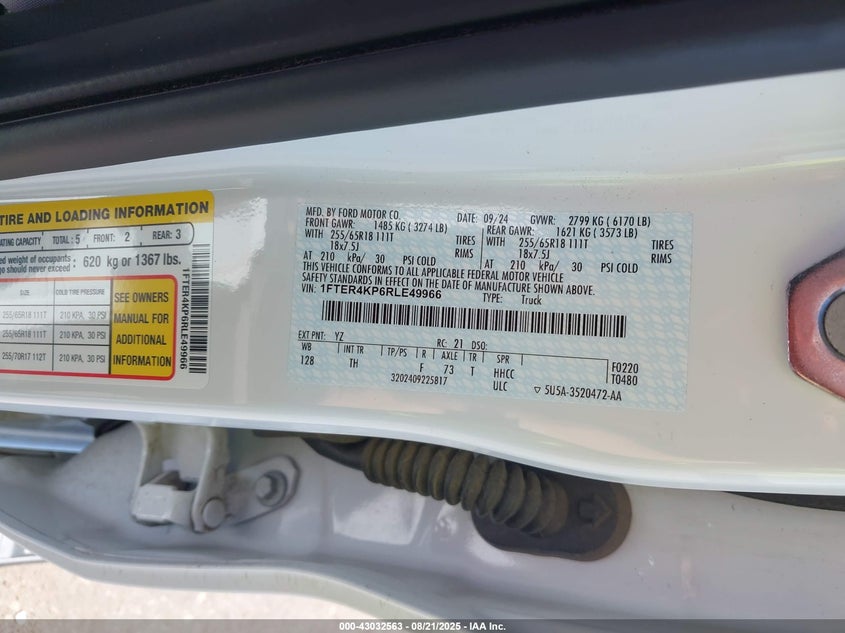 TIRE AND LOADING INFORMATION
ATING CAPACITY TOTAL: 5 FRONT: 2 REAR: 3
ed weight of occupants
go should never exceed : 620 kg or 1367 lbs.
SIZE COLD TIRE PRESSURE
255/65R18 111T 210 KPA, 30 PSI
255/65R18 111T 210 KPA, 30 PSI
255/70R17 112T 210 KPA, 30 PSI
SEE OWNERS
MANUAL FOR
ADDITIONAL
INFORMATION
1FTER4KP6RLE49966
MFD. BY FORD MOTOR CO.
DATE: 09/24 GVWR: 2799 KG ( 6170 LB)
FRONT GAWR: 1485 KG ( 3274 LB) REAR GAWR: 1621 KG ( 3573 LB)
WITH 255/65R18 111T TIRES WITH 255/65R18 111T TIRES
18x7.5J RIMS 18x7.5J RIMS
AT 210 kPa/ 30 PSI COLD AT 210 kPa/ 30 PSI COLD
THIS VEHICLE CONFORMS TO ALL APPLICABLE FEDERAL MOTOR VEHICLE
SAFETY STANDARDS IN EFFECT ON THE DATE OF MANUFACTURE SHOWN ABOVE.
VIN: 1FTER4KP6RLE49966 TYPE: Truck
EXT PNT: YZ RC: 21 DSO:
WB INT TR TP/PS R AXLE TR SPR F0220
128 TH F 73 T HHCC T0480
3202409225817 ULC ▽ 5U5A-3520472-AA
000-43032563 - 08/21/2025 - IAA Inc.